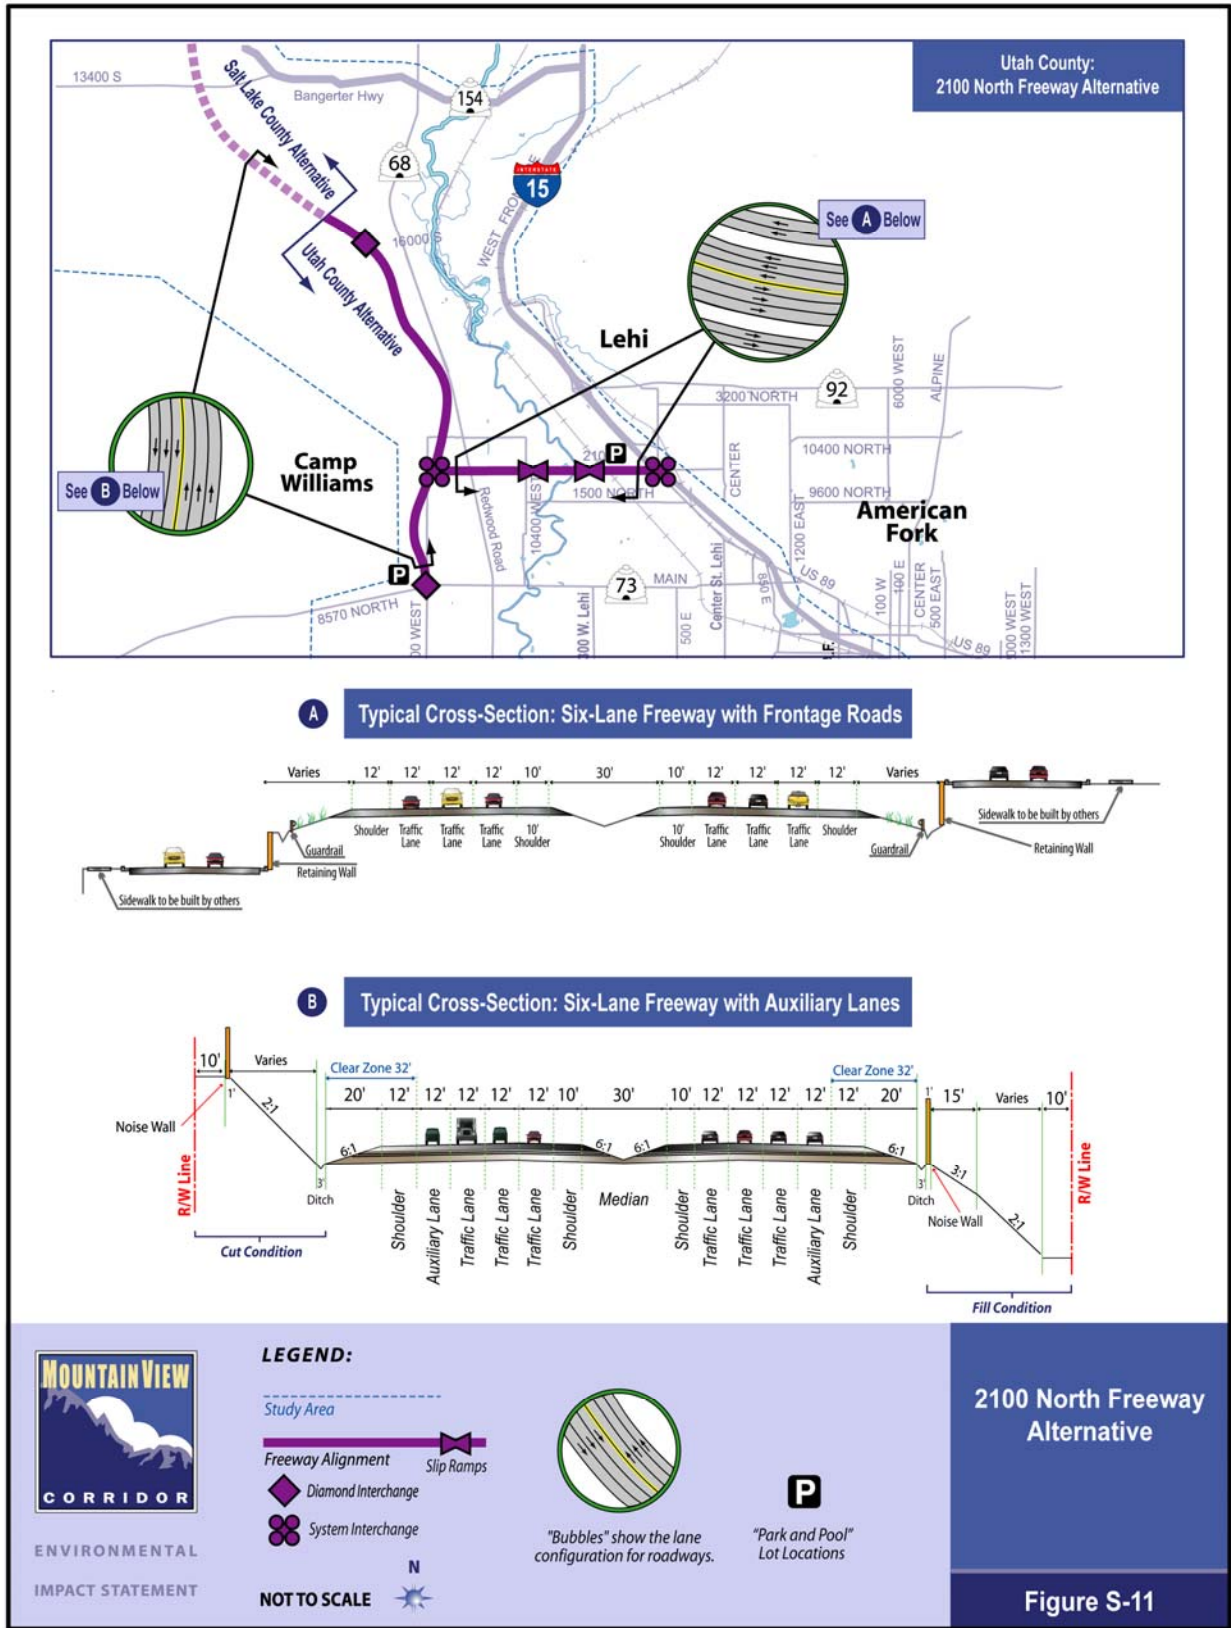 Utah County:
2100 North Freeway Alternative
13400 S
Bangerter Hwy
154
Salt Lake County Alternative
68
INTERSTATE
15
WEST FRON
16000 S
Utah County Alternative
See A Below
Lehi
92
3200 NORTH
6000 WEST
ALPINE
CENTER
10400 NORTH
9600 NORTH
Camp
Williams
See B Below
P
210
1500 NORTH
10400 WEST
Redwood Road
American
Fork
1200 EAST
P
8570 NORTH
73
MAIN
Center St. Lehi
850 E
US 89
100 W
100 E
CENTER
500 EAST
00 WEST
300 W. Lehi
500 E
US 89
000 WEST
1300 WEST
A Typical Cross-Section: Six-Lane Freeway with Frontage Roads
Varies 12' 12' 12' 12' 10' 30' 10' 12' 12' 12' 12' Varies
Shoulder Traffic Lane Traffic Lane Traffic Lane 10' Shoulder 10' Shoulder Traffic Lane Traffic Lane Traffic Lane Shoulder
Guardrail
Retaining Wall
Sidewalk to be built by others
Guardrail
Retaining Wall
Sidewalk to be built by others
B Typical Cross-Section: Six-Lane Freeway with Auxiliary Lanes
10' Varies Clear Zone 32' Clear Zone 32' 1' 15' Varies 10'
20' 12' 12' 12' 12' 12' 10' 30' 10' 12' 12' 12' 12' 12' 20'
1'
2:1
Noise Wall
R/W Line
6:1 6:1 6:1 6:1
3'
Ditch
3'
Ditch
3:1
2:1
Noise Wall
R/W Line
Shoulder Auxiliary Lane Traffic Lane Traffic Lane Traffic Lane Shoulder Median Shoulder Traffic Lane Traffic Lane Traffic Lane Auxiliary Lane Shoulder
Cut Condition
Fill Condition
MOUNTAIN VIEW
CORRIDOR
ENVIRONMENTAL
IMPACT STATEMENT
LEGEND:
Study Area
Freeway Alignment
Slip Ramps
Diamond Interchange
System Interchange
N
NOT TO SCALE
"Bubbles" show the lane
configuration for roadways.
P
"Park and Pool"
Lot Locations
2100 North Freeway
Alternative
Figure S-11